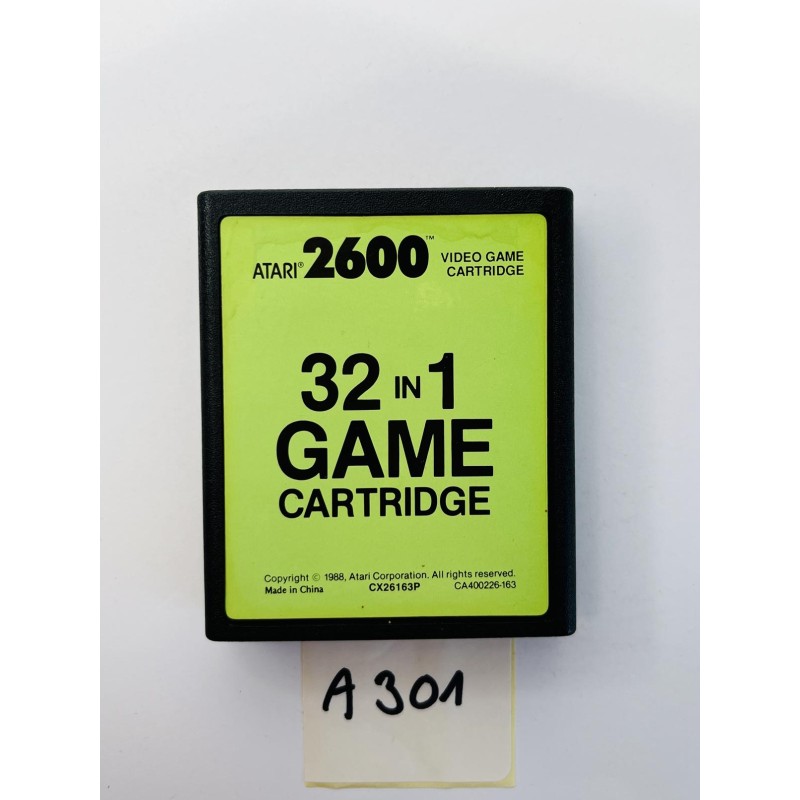 ATARI® 2600™ VIDEO GAME
CARTRIDGE
32 IN 1
GAME
CARTRIDGE
Copyright © 1988, Atari Corporation. All rights reserved.
Made in China CX26163P CA400226-163
A301